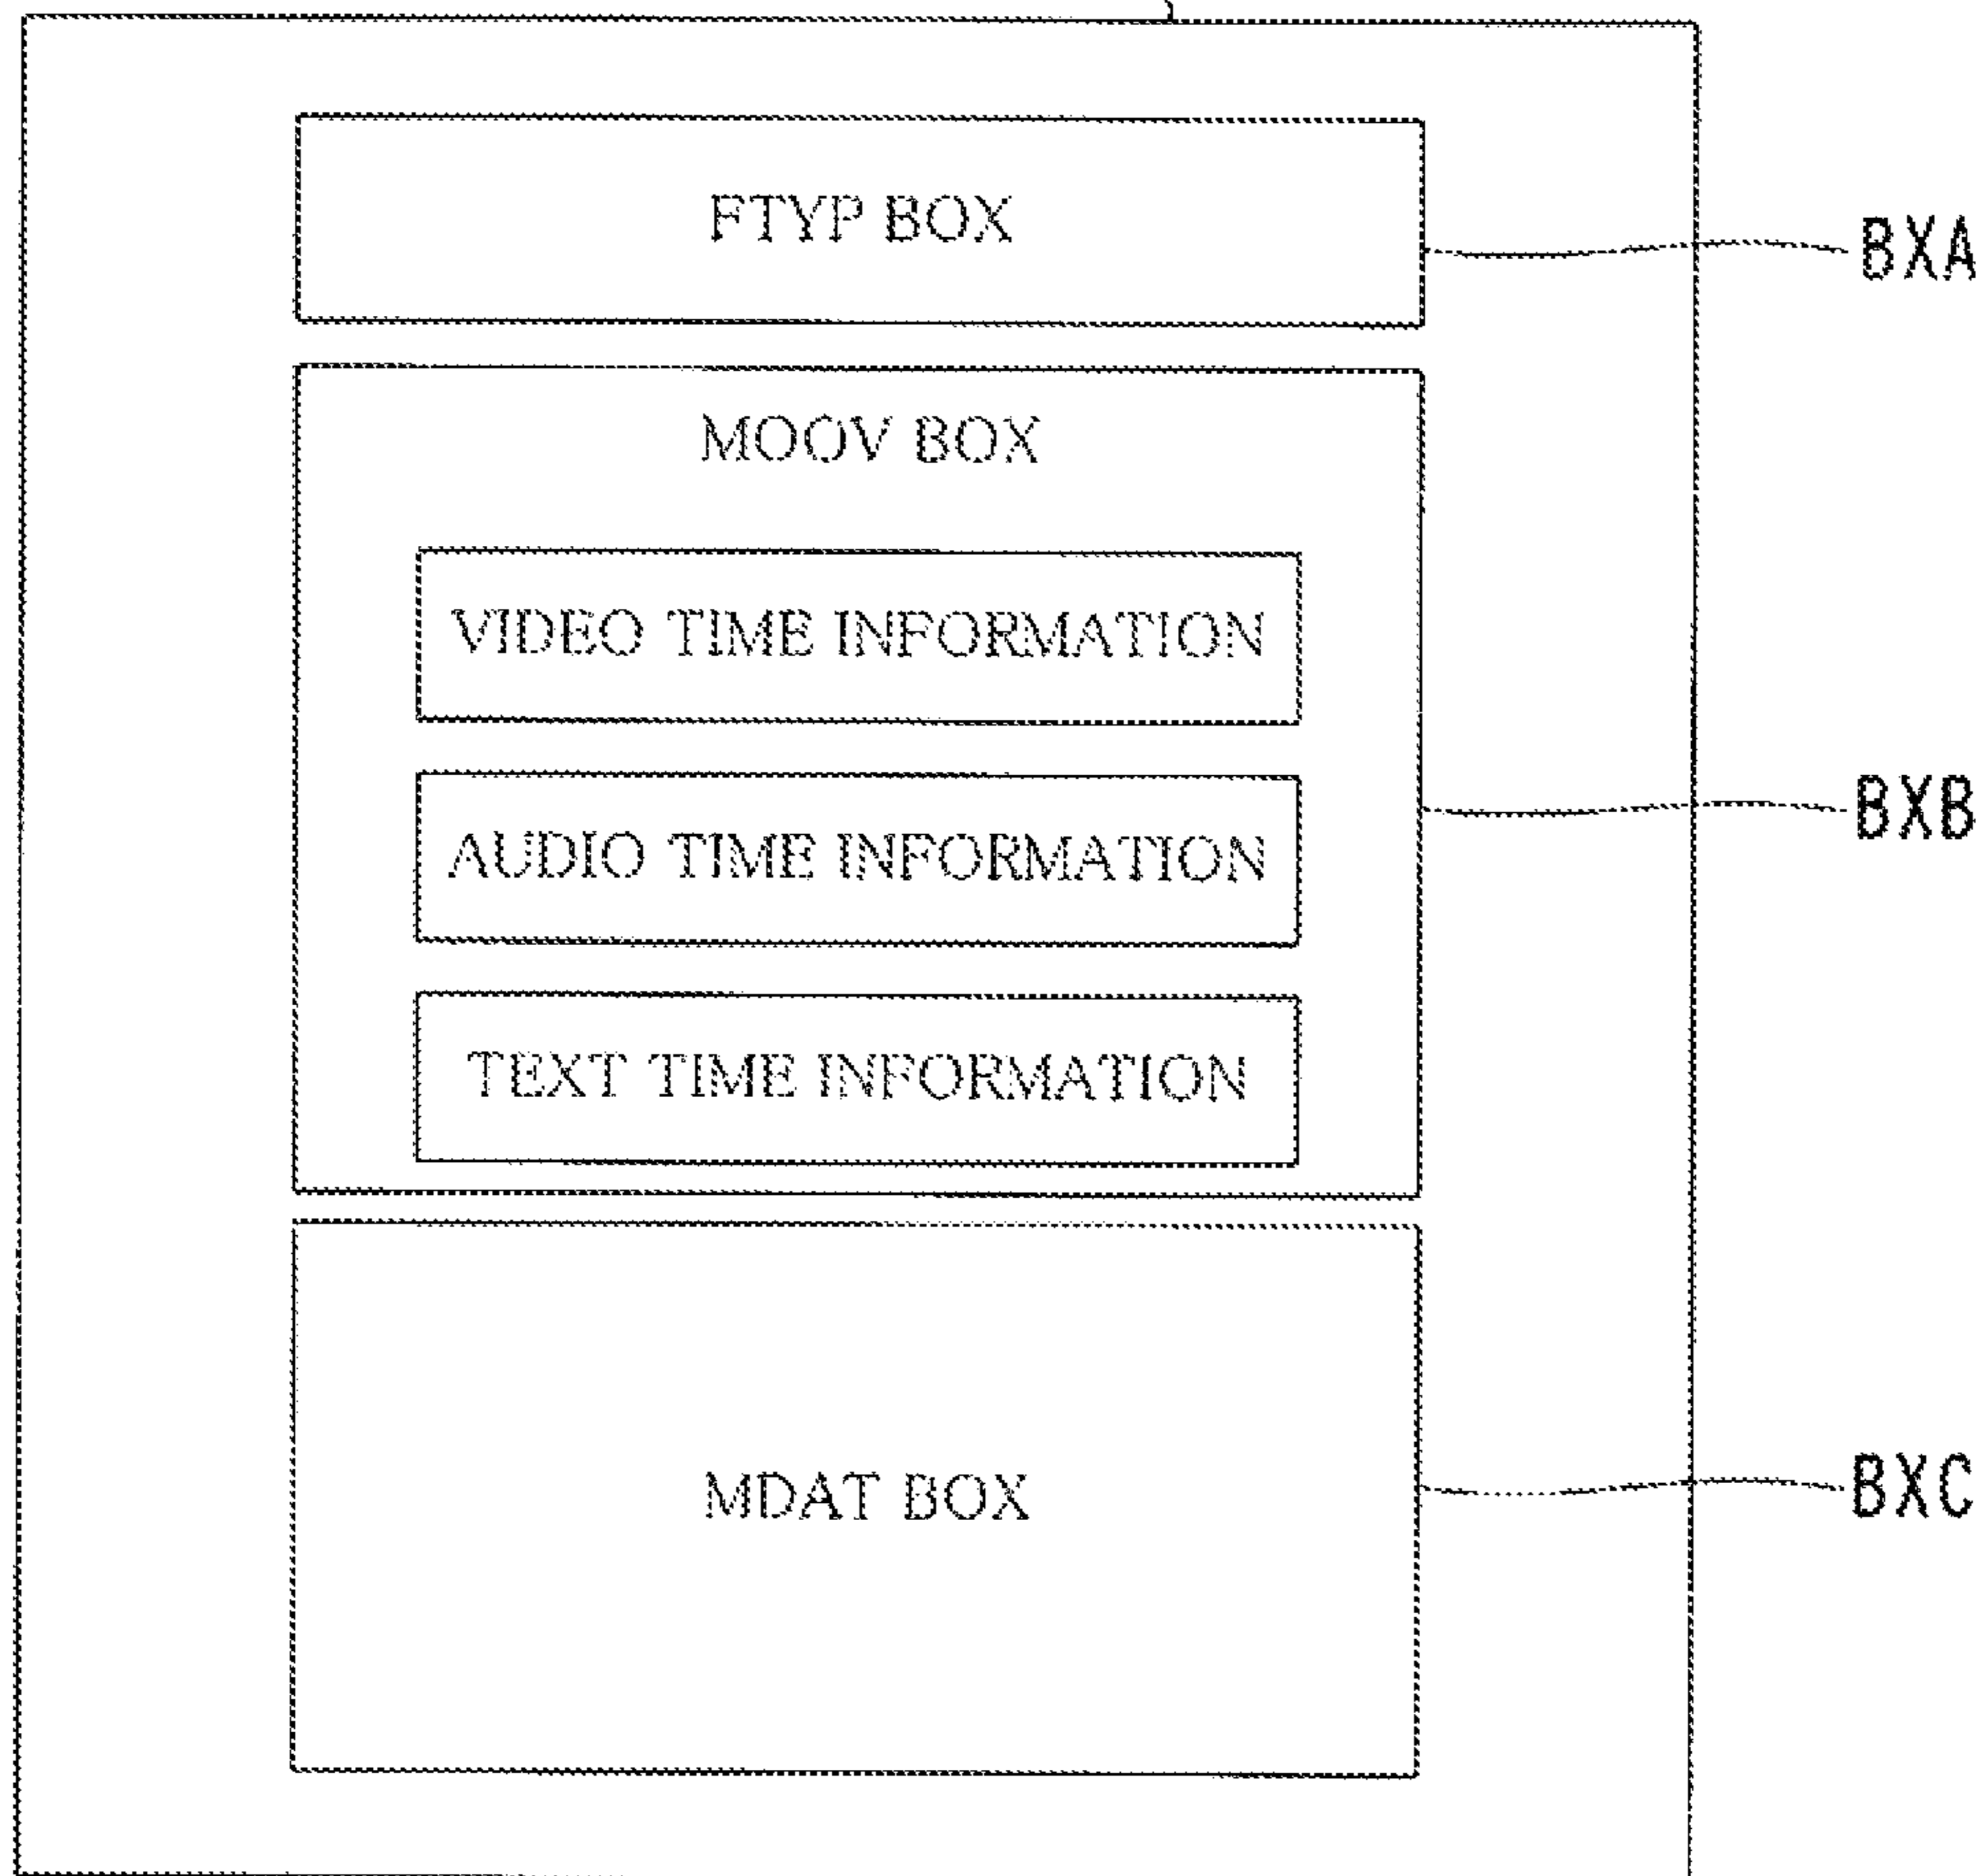 FTYP BOX
BXA
MOOV BOX
VIDEO TIME INFORMATION
BXB
AUDIO TIME INFORMATION
TEXT TIME INFORMATION
MDAT BOX
BXC